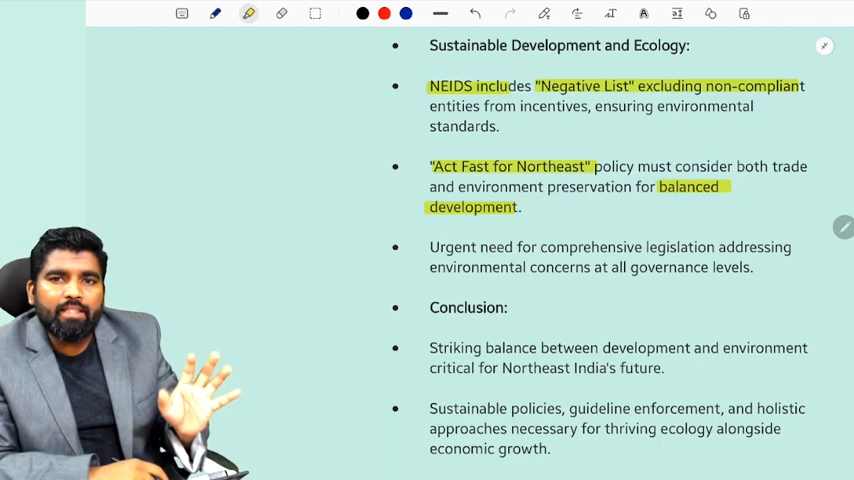 Sustainable Development and Ecology:
NEIDS includes "Negative List" excluding non-compliant
entities from incentives, ensuring environmental
standards.
"Act Fast for Northeast" policy must consider both trade
and environment preservation for balanced
development.
Urgent need for comprehensive legislation addressing
environmental concerns at all governance levels.
Conclusion:
Striking balance between development and environment
critical for Northeast India's future.
Sustainable policies, guideline enforcement, and holistic
approaches necessary for thriving ecology alongside
economic growth.